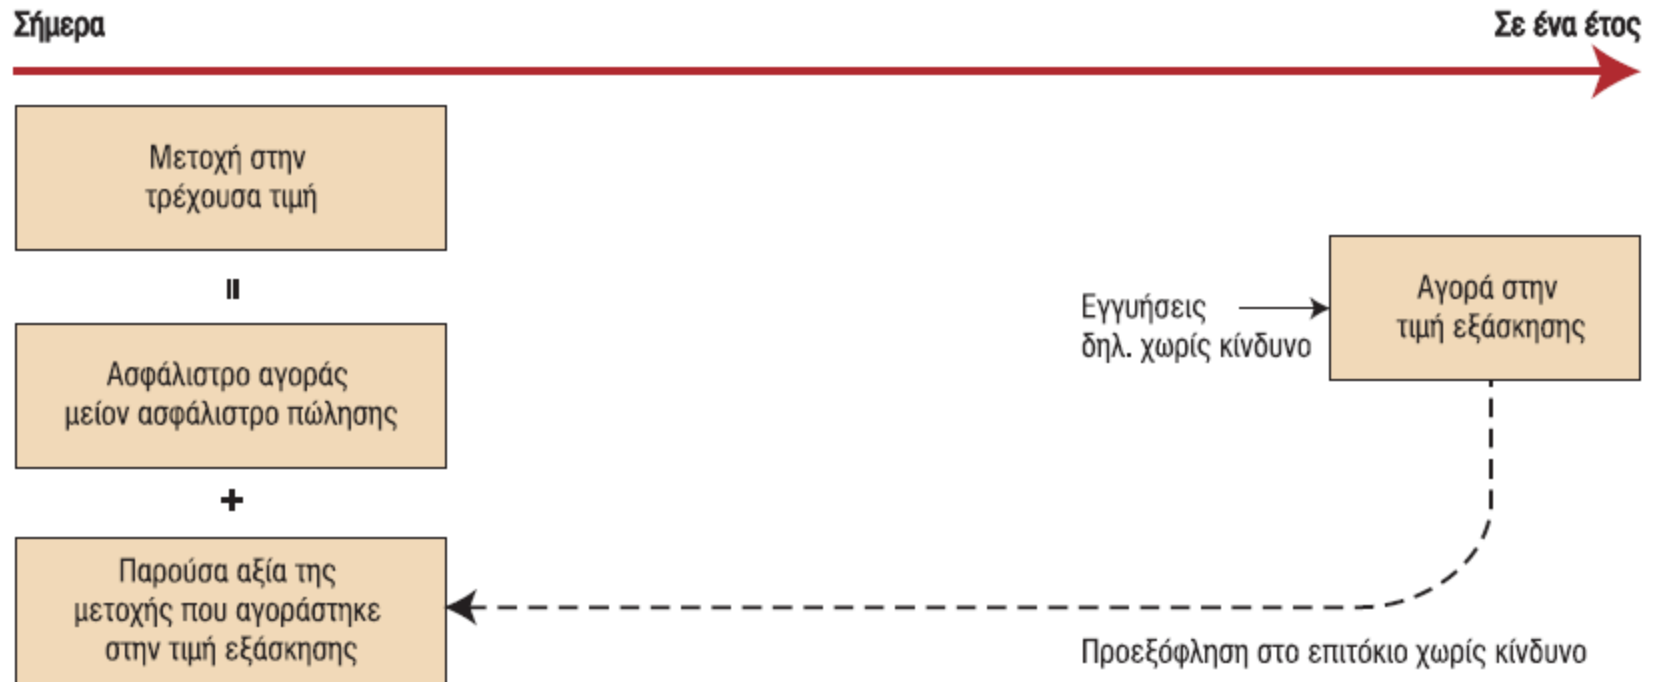 Σήμερα
Σε ένα έτος
Μετοχή στην
τρέχουσα τιμή
=
Ασφάλιστρο αγοράς
μείον ασφάλιστρο πώλησης
+
Παρούσα αξία της
μετοχής που αγοράστηκε
στην τιμή εξάσκησης
Εγγυήσεις
δηλ. χωρίς κίνδυνο
Αγορά στην
τιμή εξάσκησης
Προεξόφληση στο επιτόκιο χωρίς κίνδυνο